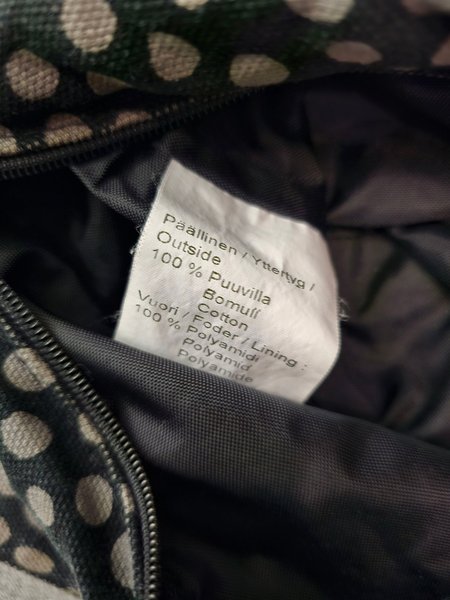 Päällinen / Yttertyg /
Outside
100 % Puuvilla
Bomull
Cotton
Vuori / Foder / Lining :
100 % Polyamidi
Polyamid
Polyamide